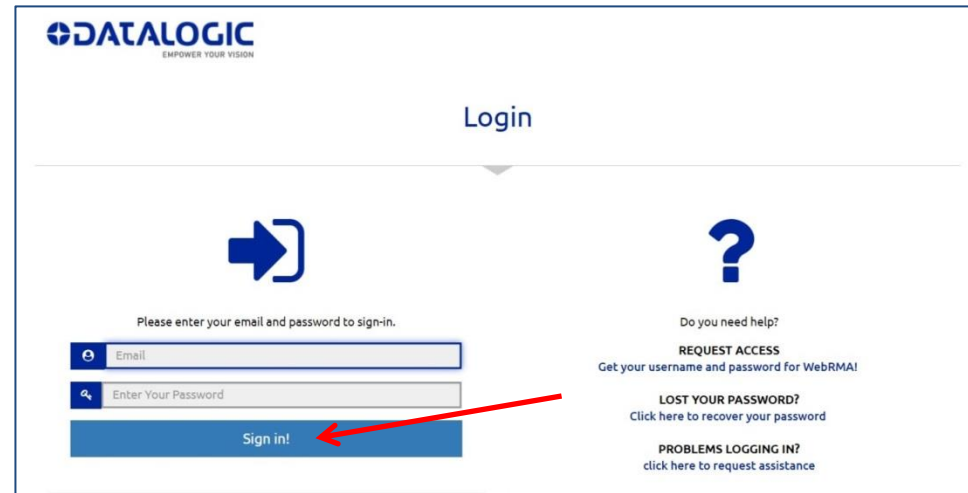 DATALOGIC
EMPOWER YOUR VISION
Login
Please enter your email and password to sign-in.
Email
Enter Your Password
Sign in!
Do you need help?
REQUEST ACCESS
Get your username and password for WebRMA!
LOST YOUR PASSWORD?
Click here to recover your password
PROBLEMS LOGGING IN?
click here to request assistance